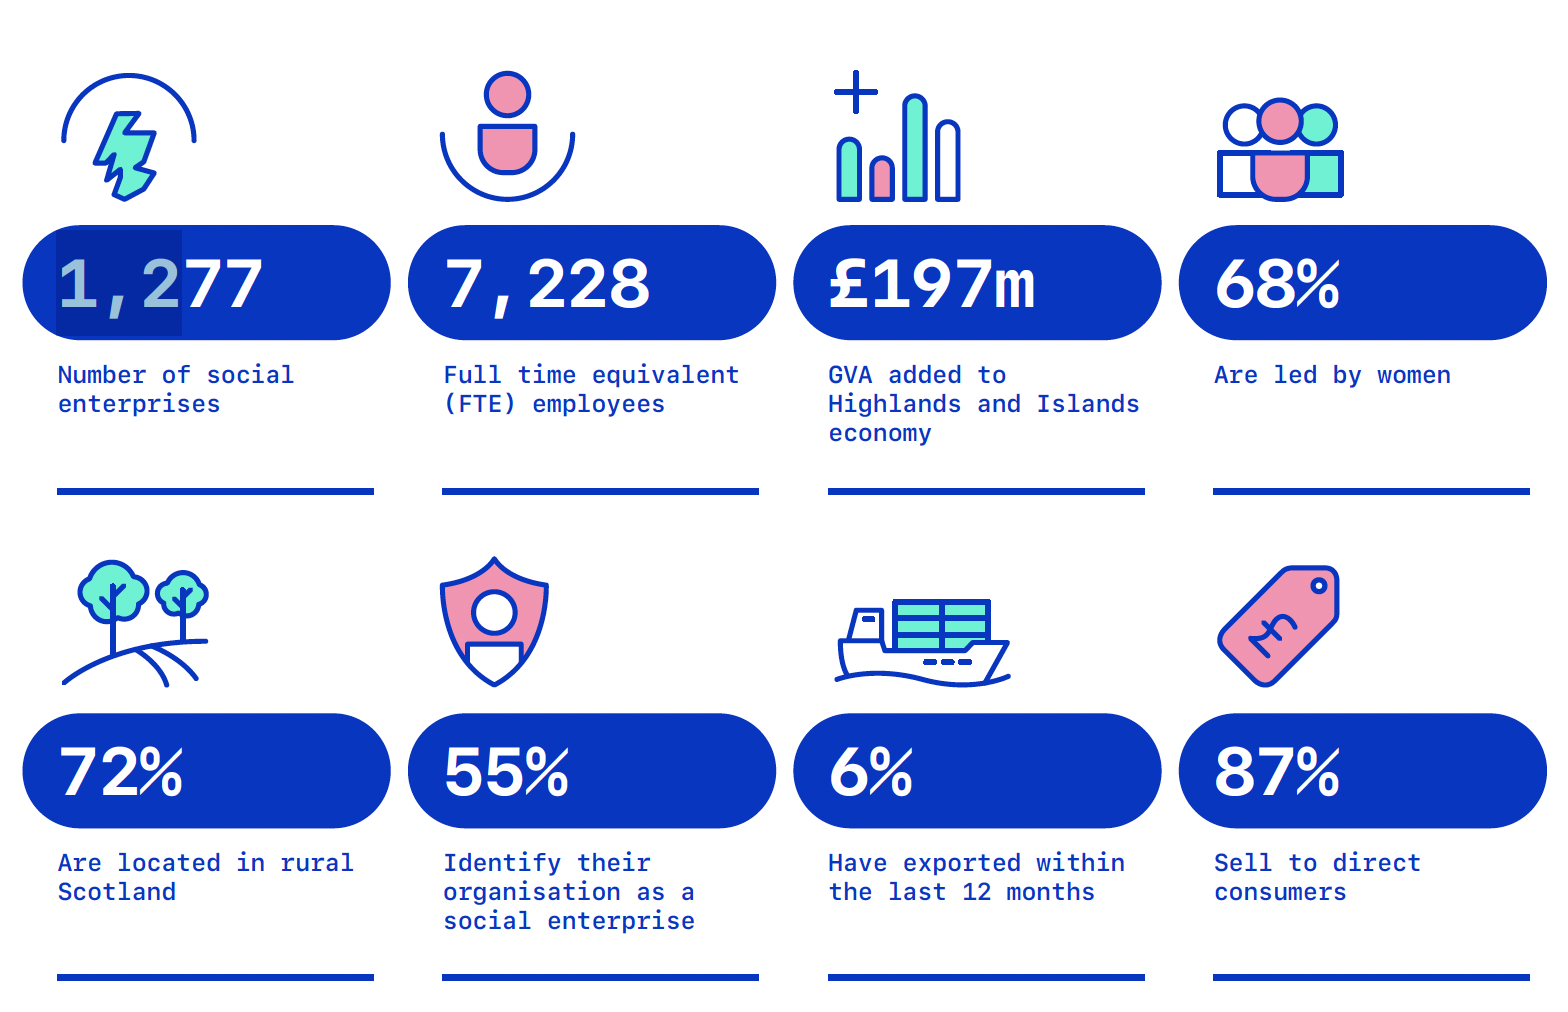 1,277
7,228
£197m
68%
Number of social
enterprises
Full time equivalent
(FTE) employees
GVA added to
Highlands and Islands
economy
Are led by women
72%
55%
6%
87%
Are located in rural
Scotland
Identify their
organisation as a
social enterprise
Have exported within
the last 12 months
Sell to direct
consumers